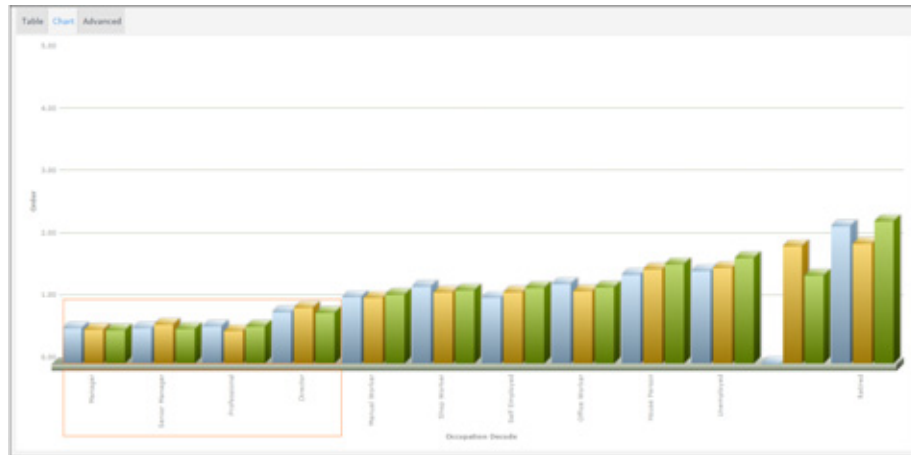 Table Chart Advanced
5.00
4.00
3.00
2.00
1.00
0.00
Order
Manager
Senior Manager
Professional
Director
Manual Worker
Shop Worker
Self Employed
Office Worker
House Person
Unemployed
Retired
Occupation Decode